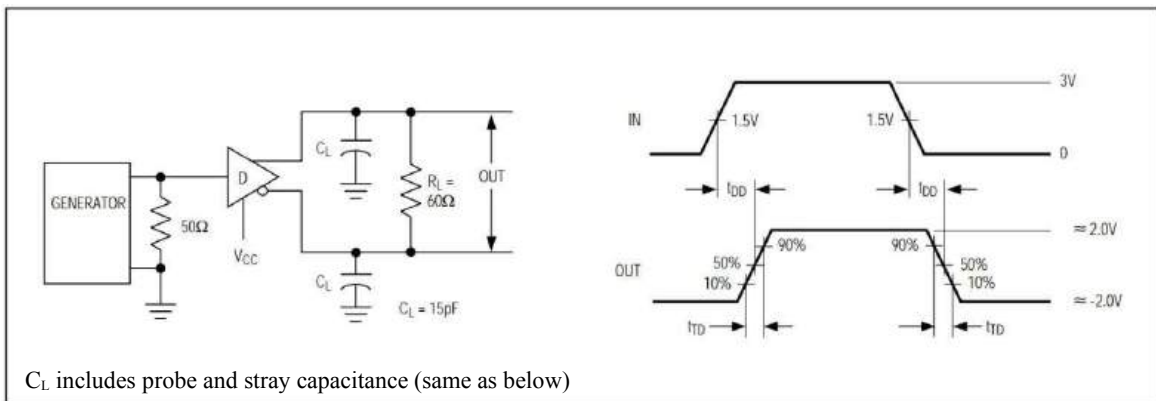 GENERATOR
50Ω
D
VCC
CL
CL
RL =
60Ω
OUT
CL = 15pF
IN
1.5V
1.5V
3V
0
tDD
tDD
OUT
90%
50%
10%
90%
50%
10%
≈ 2.0V
≈ -2.0V
tTD
tTD
CL includes probe and stray capacitance (same as below)